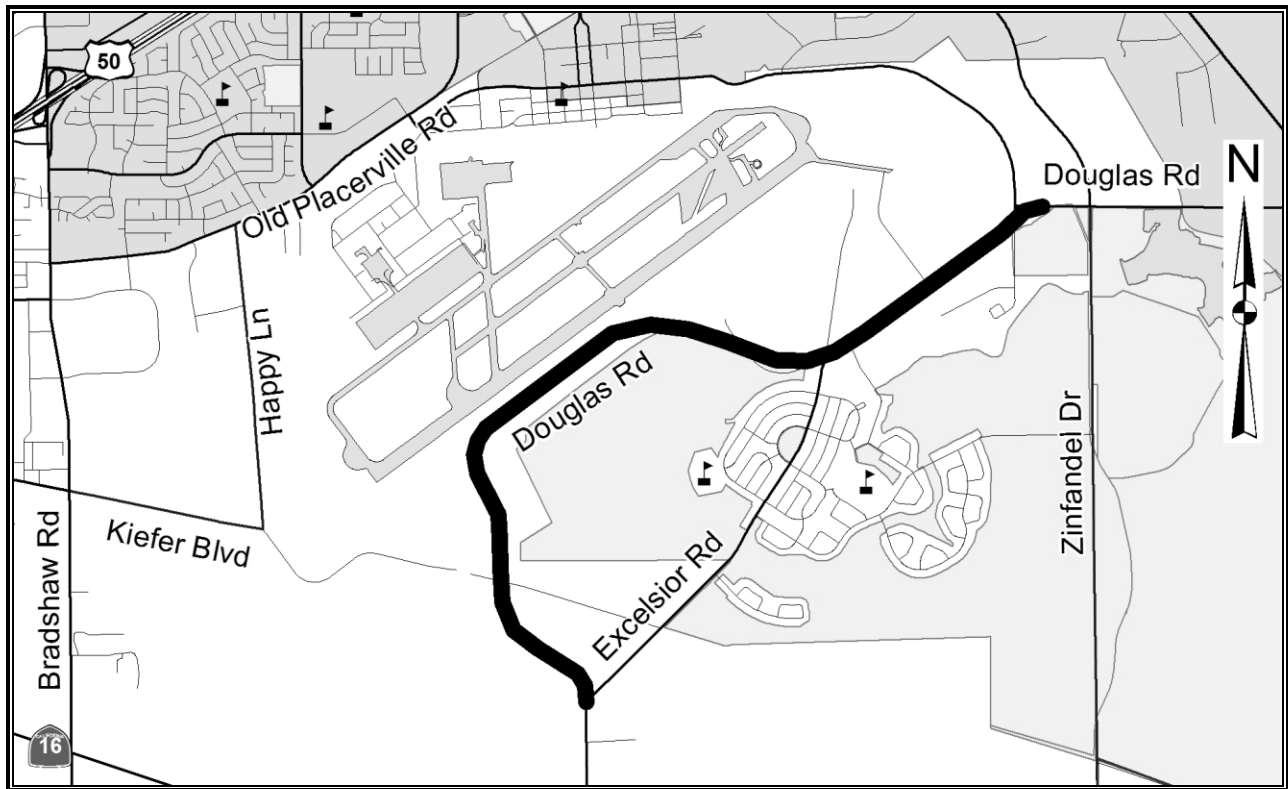 50
Old Placerville Rd
Douglas Rd
N
Happy Ln
Douglas Rd
Zinfandel Dr
Kiefer Blvd
Bradshaw Rd
Excelsior Rd
CALIFORNIA
16